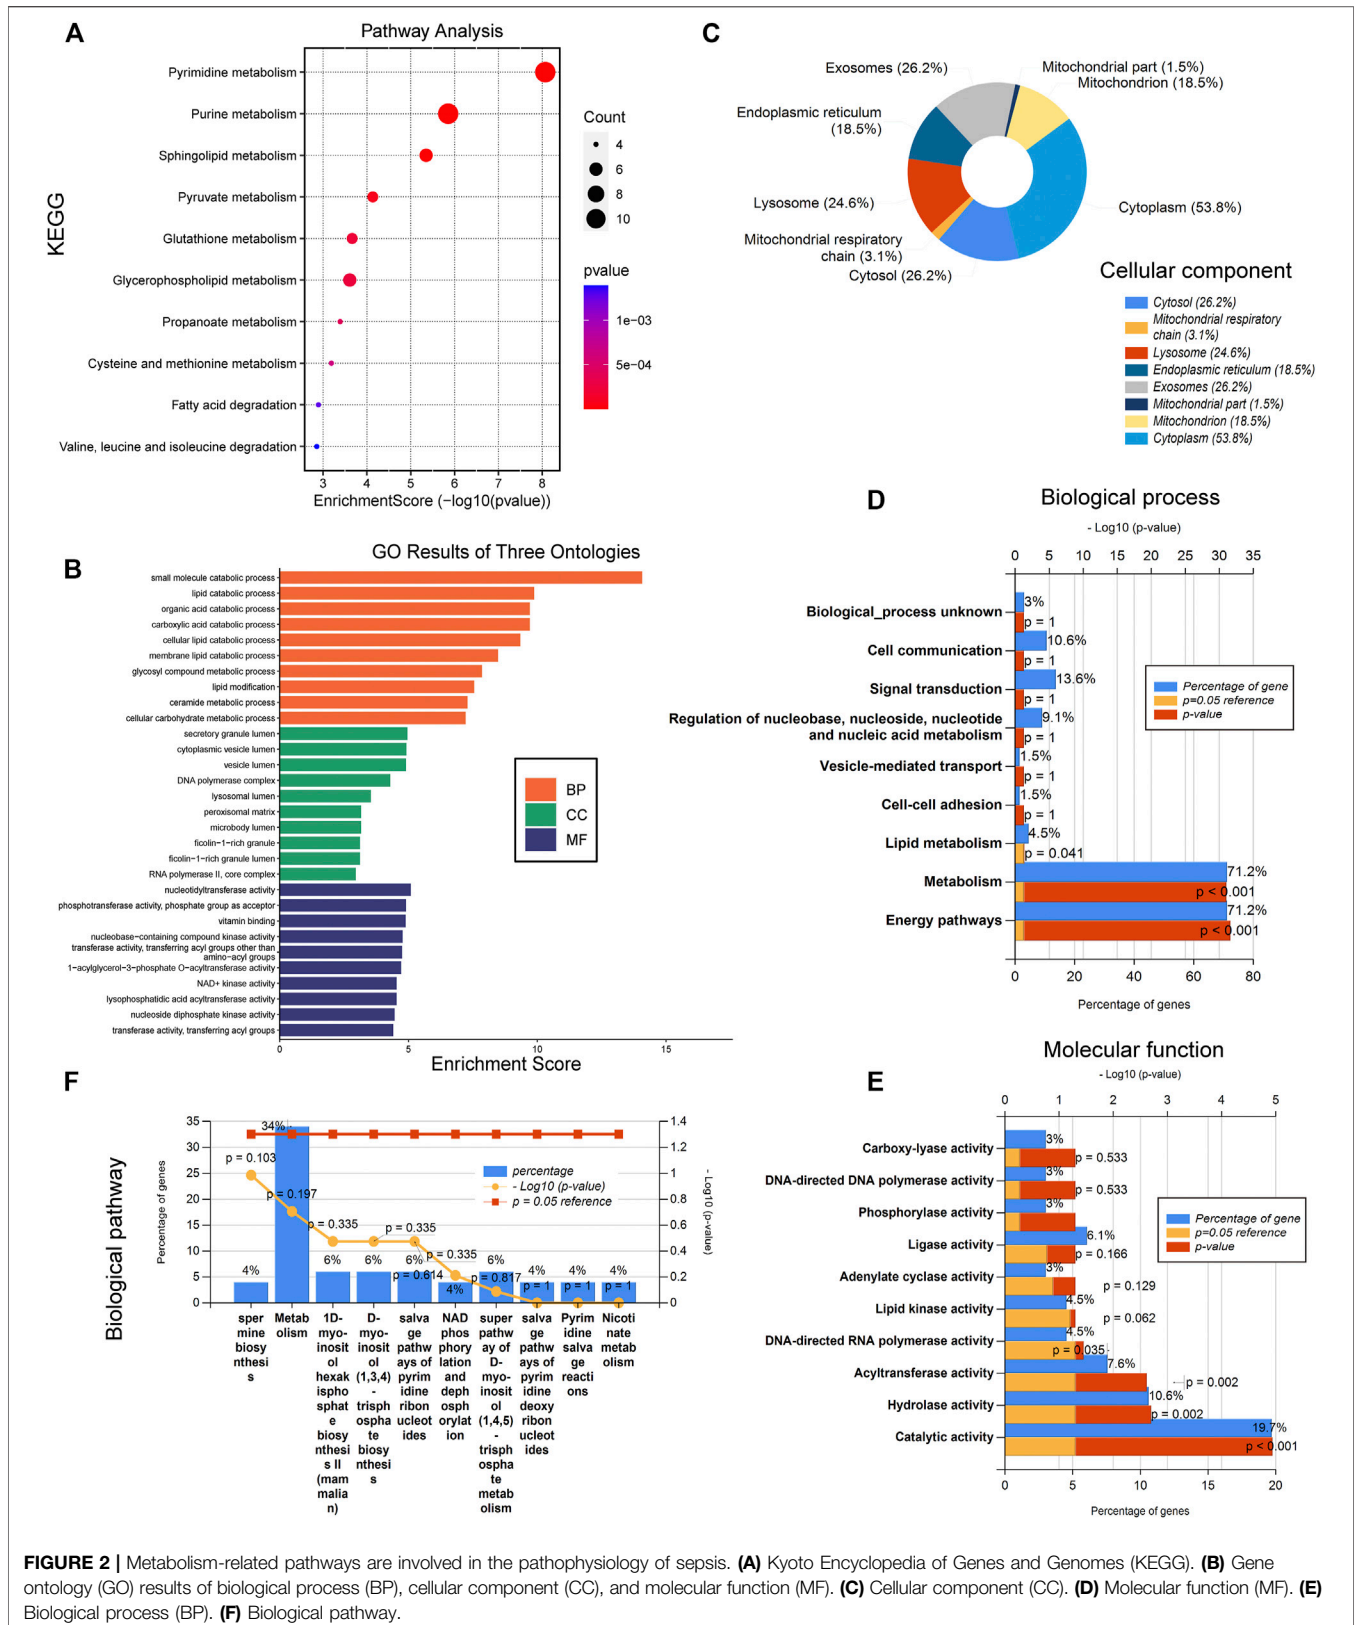 A
Pathway Analysis
KEGG
Pyrimidine metabolism
Purine metabolism
Sphingolipid metabolism
Pyruvate metabolism
Glutathione metabolism
Glycerophospholipid metabolism
Propanoate metabolism
Cysteine and methionine metabolism
Fatty acid degradation
Valine, leucine and isoleucine degradation
3 4 5 6 7 8
EnrichmentScore (−log10(pvalue))
Count
4
6
8
10
pvalue
1e−03
5e−04
C
Exosomes (26.2%)
Mitochondrial part (1.5%)
Mitochondrion (18.5%)
Endoplasmic reticulum
(18.5%)
Lysosome (24.6%)
Cytoplasm (53.8%)
Mitochondrial respiratory
chain (3.1%)
Cytosol (26.2%)
Cellular component
Cytosol (26.2%)
Mitochondrial respiratory
chain (3.1%)
Lysosome (24.6%)
Endoplasmic reticulum (18.5%)
Exosomes (26.2%)
Mitochondrial part (1.5%)
Mitochondrion (18.5%)
Cytoplasm (53.8%)
B
GO Results of Three Ontologies
small molecule catabolic process
lipid catabolic process
organic acid catabolic process
carboxylic acid catabolic process
cellular lipid catabolic process
membrane lipid catabolic process
glycosyl compound metabolic process
lipid modification
ceramide metabolic process
cellular carbohydrate metabolic process
secretory granule lumen
cytoplasmic vesicle lumen
vesicle lumen
DNA polymerase complex
lysosomal lumen
peroxisomal matrix
microbody lumen
ficolin−1−rich granule
ficolin−1−rich granule lumen
RNA polymerase II, core complex
nucleotidyltransferase activity
phosphotransferase activity, phosphate group as acceptor
vitamin binding
nucleobase−containing compound kinase activity
transferase activity, transferring acyl groups other than
amino−acyl groups
1−acylglycerol−3−phosphate O−acyltransferase activity
NAD+ kinase activity
lysophosphatidic acid acyltransferase activity
nucleoside diphosphate kinase activity
transferase activity, transferring acyl groups
0 5 10 15
Enrichment Score
BP
CC
MF
D
Biological process
- Log10 (p-value)
0 5 10 15 20 25 30 35
Biological_process unknown
3%
p = 1
Cell communication
10.6%
p = 1
Signal transduction
13.6%
p = 1
Regulation of nucleobase, nucleoside, nucleotide
and nucleic acid metabolism
9.1%
p = 1
Vesicle-mediated transport
1.5%
p = 1
Cell-cell adhesion
1.5%
p = 1
Lipid metabolism
4.5%
p = 0.041
Metabolism
71.2%
p < 0.001
Energy pathways
71.2%
p < 0.001
0 20 40 60 80
Percentage of genes
Percentage of gene
p=0.05 reference
p-value
E
Molecular function
- Log10 (p-value)
0 1 2 3 4 5
Carboxy-lyase activity
3%
p = 0.533
DNA-directed DNA polymerase activity
3%
p = 0.533
Phosphorylase activity
3%
Ligase activity
6.1%
p = 0.166
Adenylate cyclase activity
3%
p = 0.129
Lipid kinase activity
4.5%
p = 0.062
DNA-directed RNA polymerase activity
4.5%
p = 0.035
Acyltransferase activity
7.6%
p = 0.002
Hydrolase activity
10.6%
p = 0.002
Catalytic activity
19.7%
p < 0.001
0 5 10 15 20
Percentage of genes
Percentage of gene
p=0.05 reference
p-value
F
Biological pathway
Percentage of genes
35
30
25
20
15
10
5
0
1.4
1.2
1
0.8
0.6
0.4
0.2
0
- Log10 (p-value)
percentage
- Log10 (p-value)
p = 0.05 reference
34%
p = 0.103
p = 0.197
p = 0.335
p = 0.335
p = 0.335
p = 0.614
p = 0.817
p = 1
p = 1
p = 1
4%
6%
6%
6%
4%
6%
4%
4%
4%
sper
mine
biosy
nthesi
s
Metab
olism
1D-
myo-
inosit
ol
hexak
ispho
sphat
e
biosy
nthesi
s II
(mam
malia
n)
D-
myo-
inosit
ol
(1,3,4)
-
trisph
ospha
te
biosy
nthesi
s
salva
ge
pathw
ays of
pyrim
idine
ribon
ucleot
ides
NAD
phos
phory
lation
and
deph
osph
orylat
ion
super
pathw
ay of
D-
myo-
inosit
ol
(1,4,5)
-
trisph
ospha
te
metab
olism
salva
ge
pathw
ays of
pyrim
idine
deoxy
ribon
ucleot
ides
Pyrim
idine
salva
ge
reacti
ons
Nicoti
nate
metab
olism
FIGURE 2 | Metabolism-related pathways are involved in the pathophysiology of sepsis. (A) Kyoto Encyclopedia of Genes and Genomes (KEGG). (B) Gene
ontology (GO) results of biological process (BP), cellular component (CC), and molecular function (MF). (C) Cellular component (CC). (D) Molecular function (MF). (E)
Biological process (BP). (F) Biological pathway.